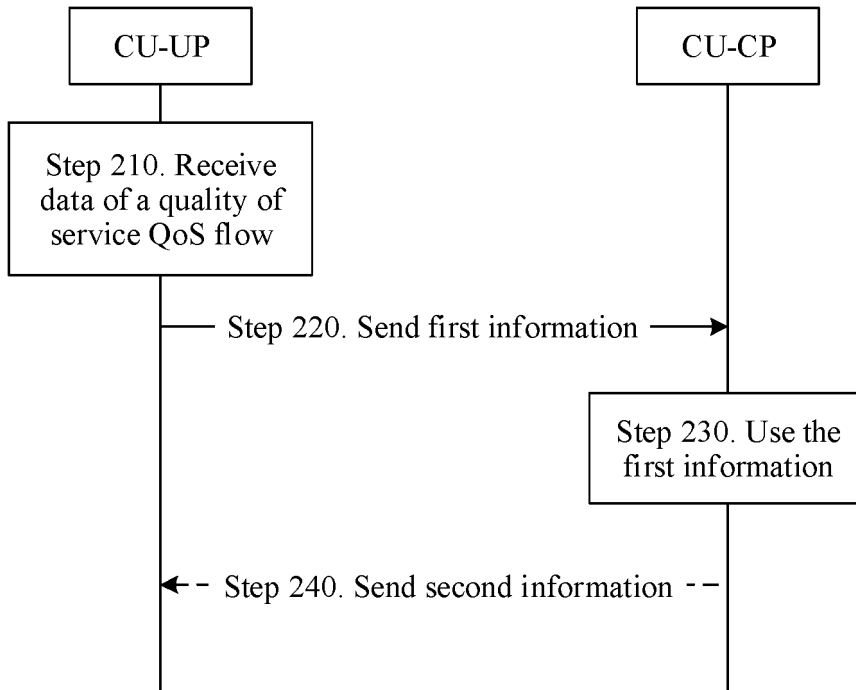 CU-UP
CU-CP
Step 210. Receive
data of a quality of
service QoS flow
Step 220. Send first information
Step 230. Use the
first information
Step 240. Send second information